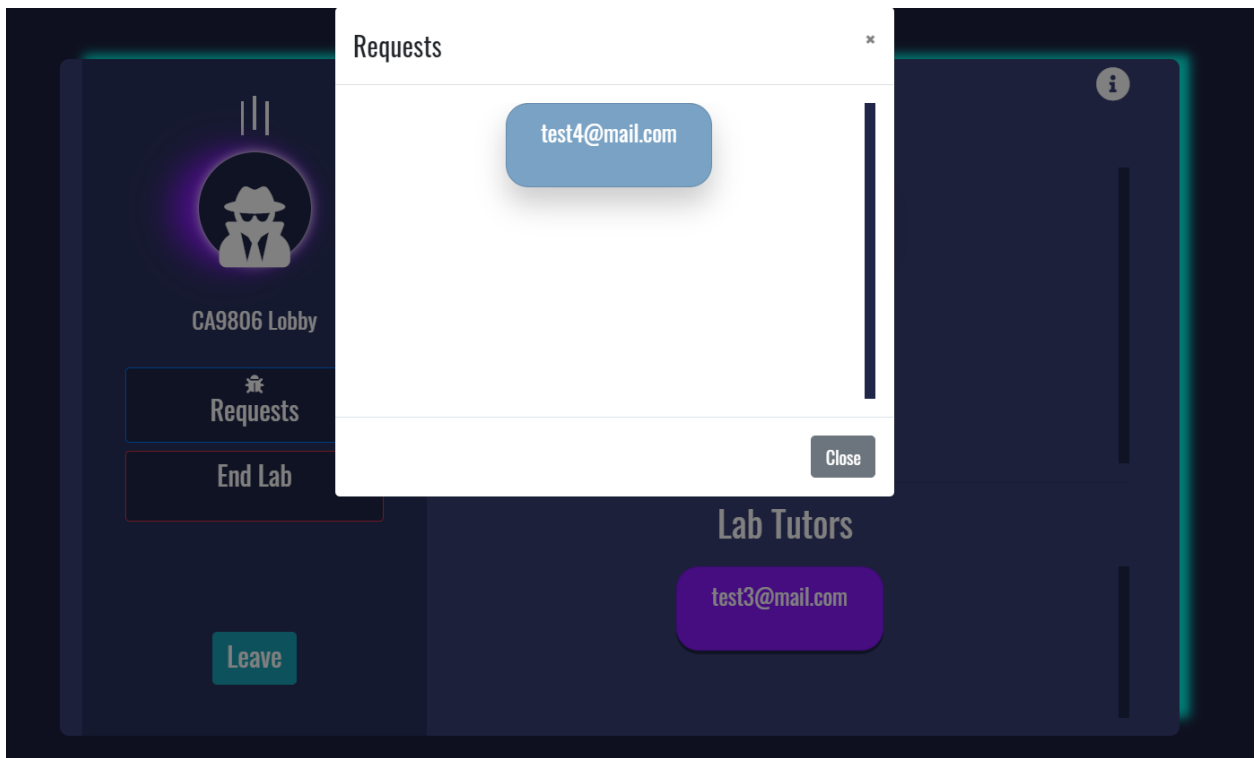 Requests
×
test4@mail.com
Close
CA9806 Lobby
Requests
End Lab
Leave
Lab Tutors
test3@mail.com